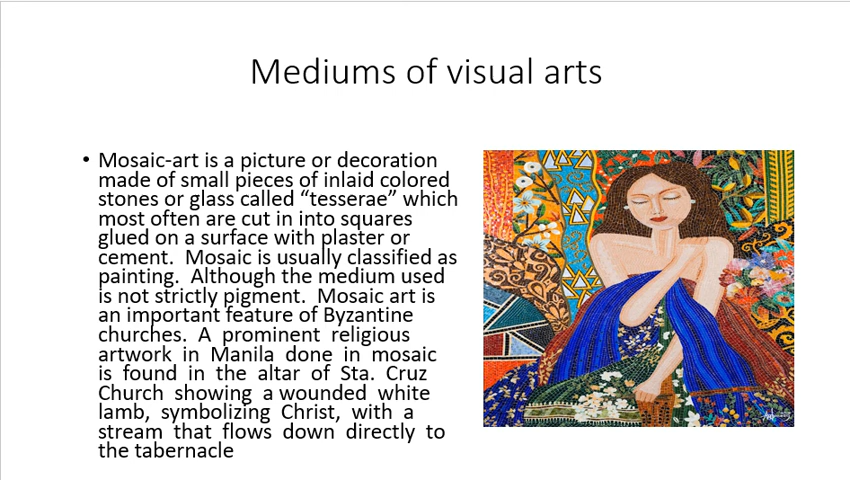 Mediums of visual arts
• Mosaic-art is a picture or decoration
made of small pieces of inlaid colored
stones or glass called “tesserae” which
most often are cut in into squares
glued on a surface with plaster or
cement. Mosaic is usually classified as
painting. Although the medium used
is not strictly pigment. Mosaic art is
an important feature of Byzantine
churches. A prominent religious
artwork in Manila done in mosaic
is found in the altar of Sta. Cruz
Church showing a wounded white
lamb, symbolizing Christ, with a
stream that flows down directly to
the tabernacle